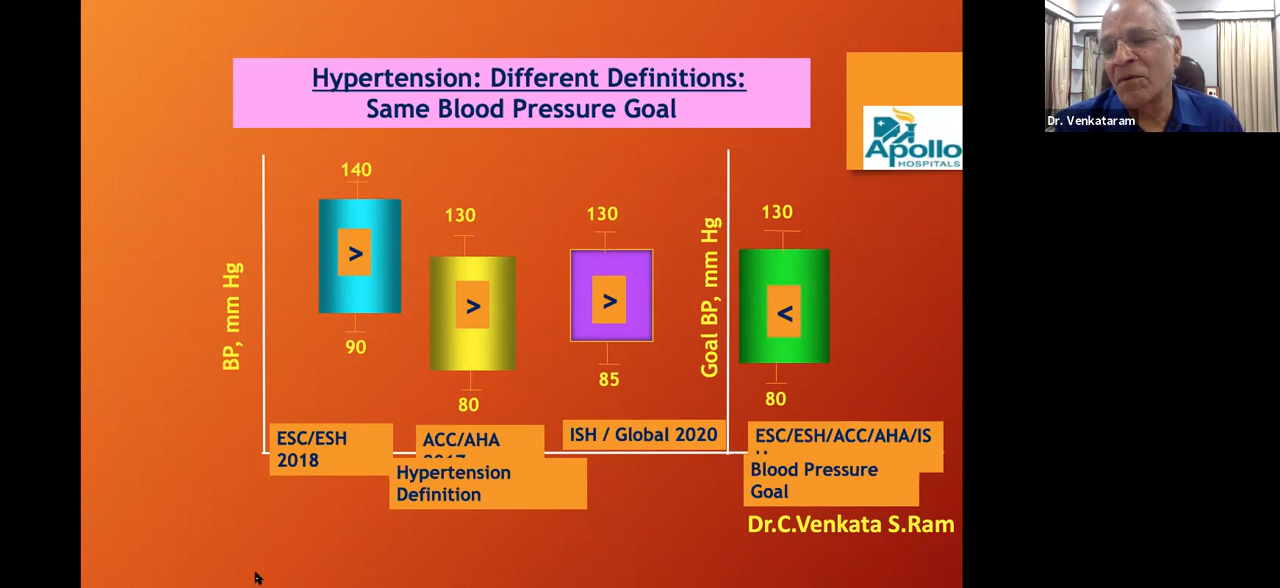 Hypertension: Different Definitions:
Same Blood Pressure Goal
Dr. Venkataram
Apollo
HOSPITALS
140
130
130
130
>
>
>
<
90
80
85
80
BP, mm Hg
Goal BP, mm Hg
ESC/ESH
2018
ACC/AHA
ISH / Global 2020
ESC/ESH/ACC/AHA/IS
Hypertension
Definition
Blood Pressure
Goal
Dr.C.Venkata S.Ram